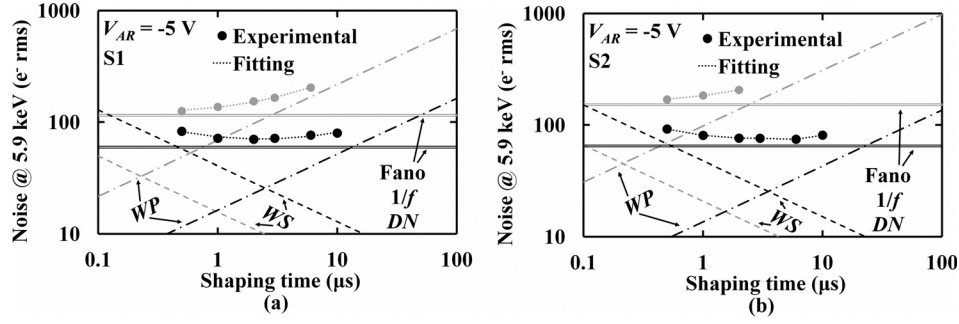 1000
100
10
Noise @ 5.9 keV (e⁻ rms)
V_AR = -5 V
S1
Experimental
Fitting
WP
WS
Fano
1/f
DN
0.1 1 10 100
Shaping time (µs)
(a)
1000
100
10
Noise @ 5.9 keV (e⁻ rms)
V_AR = -5 V
S2
Experimental
Fitting
WP
WS
Fano
1/f
DN
0.1 1 10 100
Shaping time (µs)
(b)